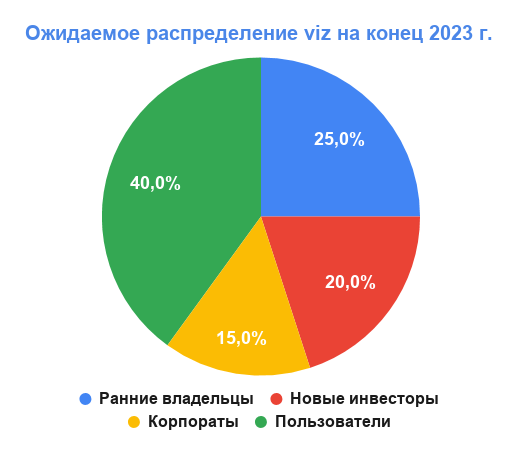 Ожидаемое распределение viz на конец 2023 г.
25,0%
40,0%
20,0%
15,0%
Ранние владельцы Новые инвесторы
Корпораты Пользователи